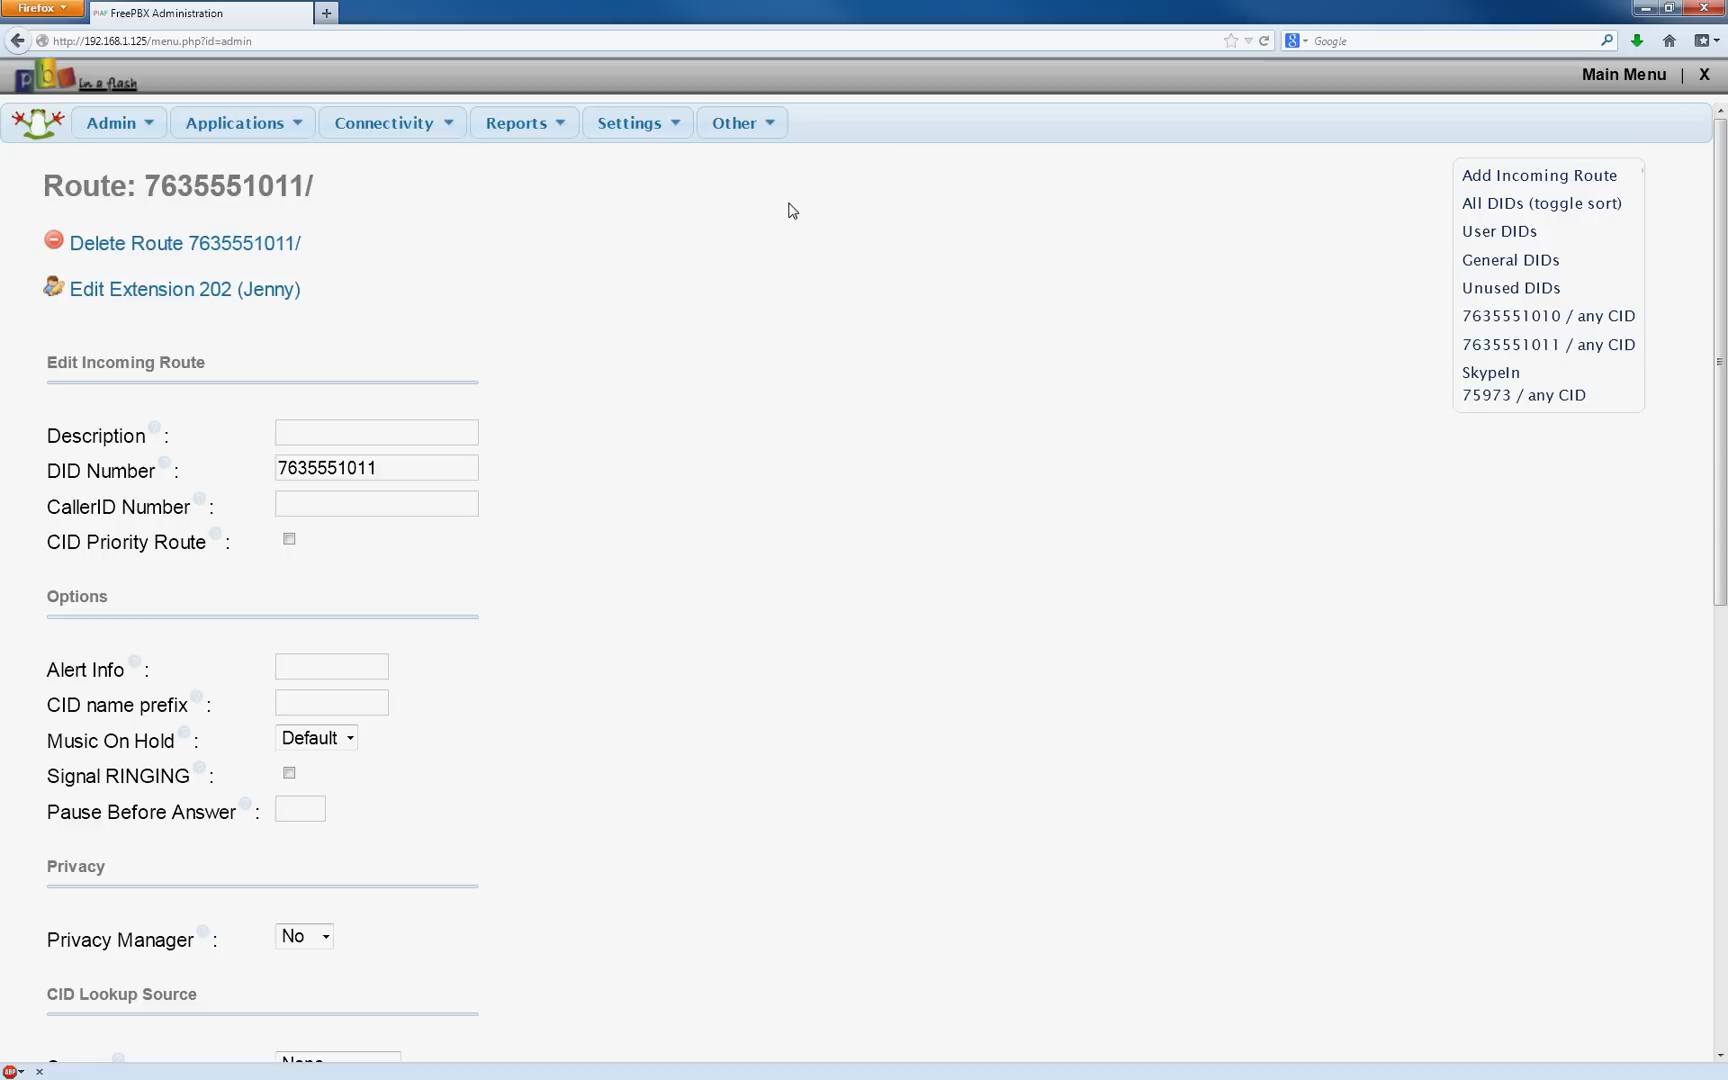 Firefox
PIAF FreePBX Administration
http://192.168.1.125/menu.php?id=admin
Google
pbx in a flash
Main Menu | X
Admin
Applications
Connectivity
Reports
Settings
Other
Route: 7635551011/
Delete Route 7635551011/
Edit Extension 202 (Jenny)
Add Incoming Route
All DIDs (toggle sort)
User DIDs
General DIDs
Unused DIDs
7635551010 / any CID
7635551011 / any CID
SkypeIn
75973 / any CID
Edit Incoming Route
Description :
DID Number : 7635551011
CallerID Number :
CID Priority Route :
Options
Alert Info :
CID name prefix :
Music On Hold : Default
Signal RINGING :
Pause Before Answer :
Privacy
Privacy Manager : No
CID Lookup Source
None
ABP